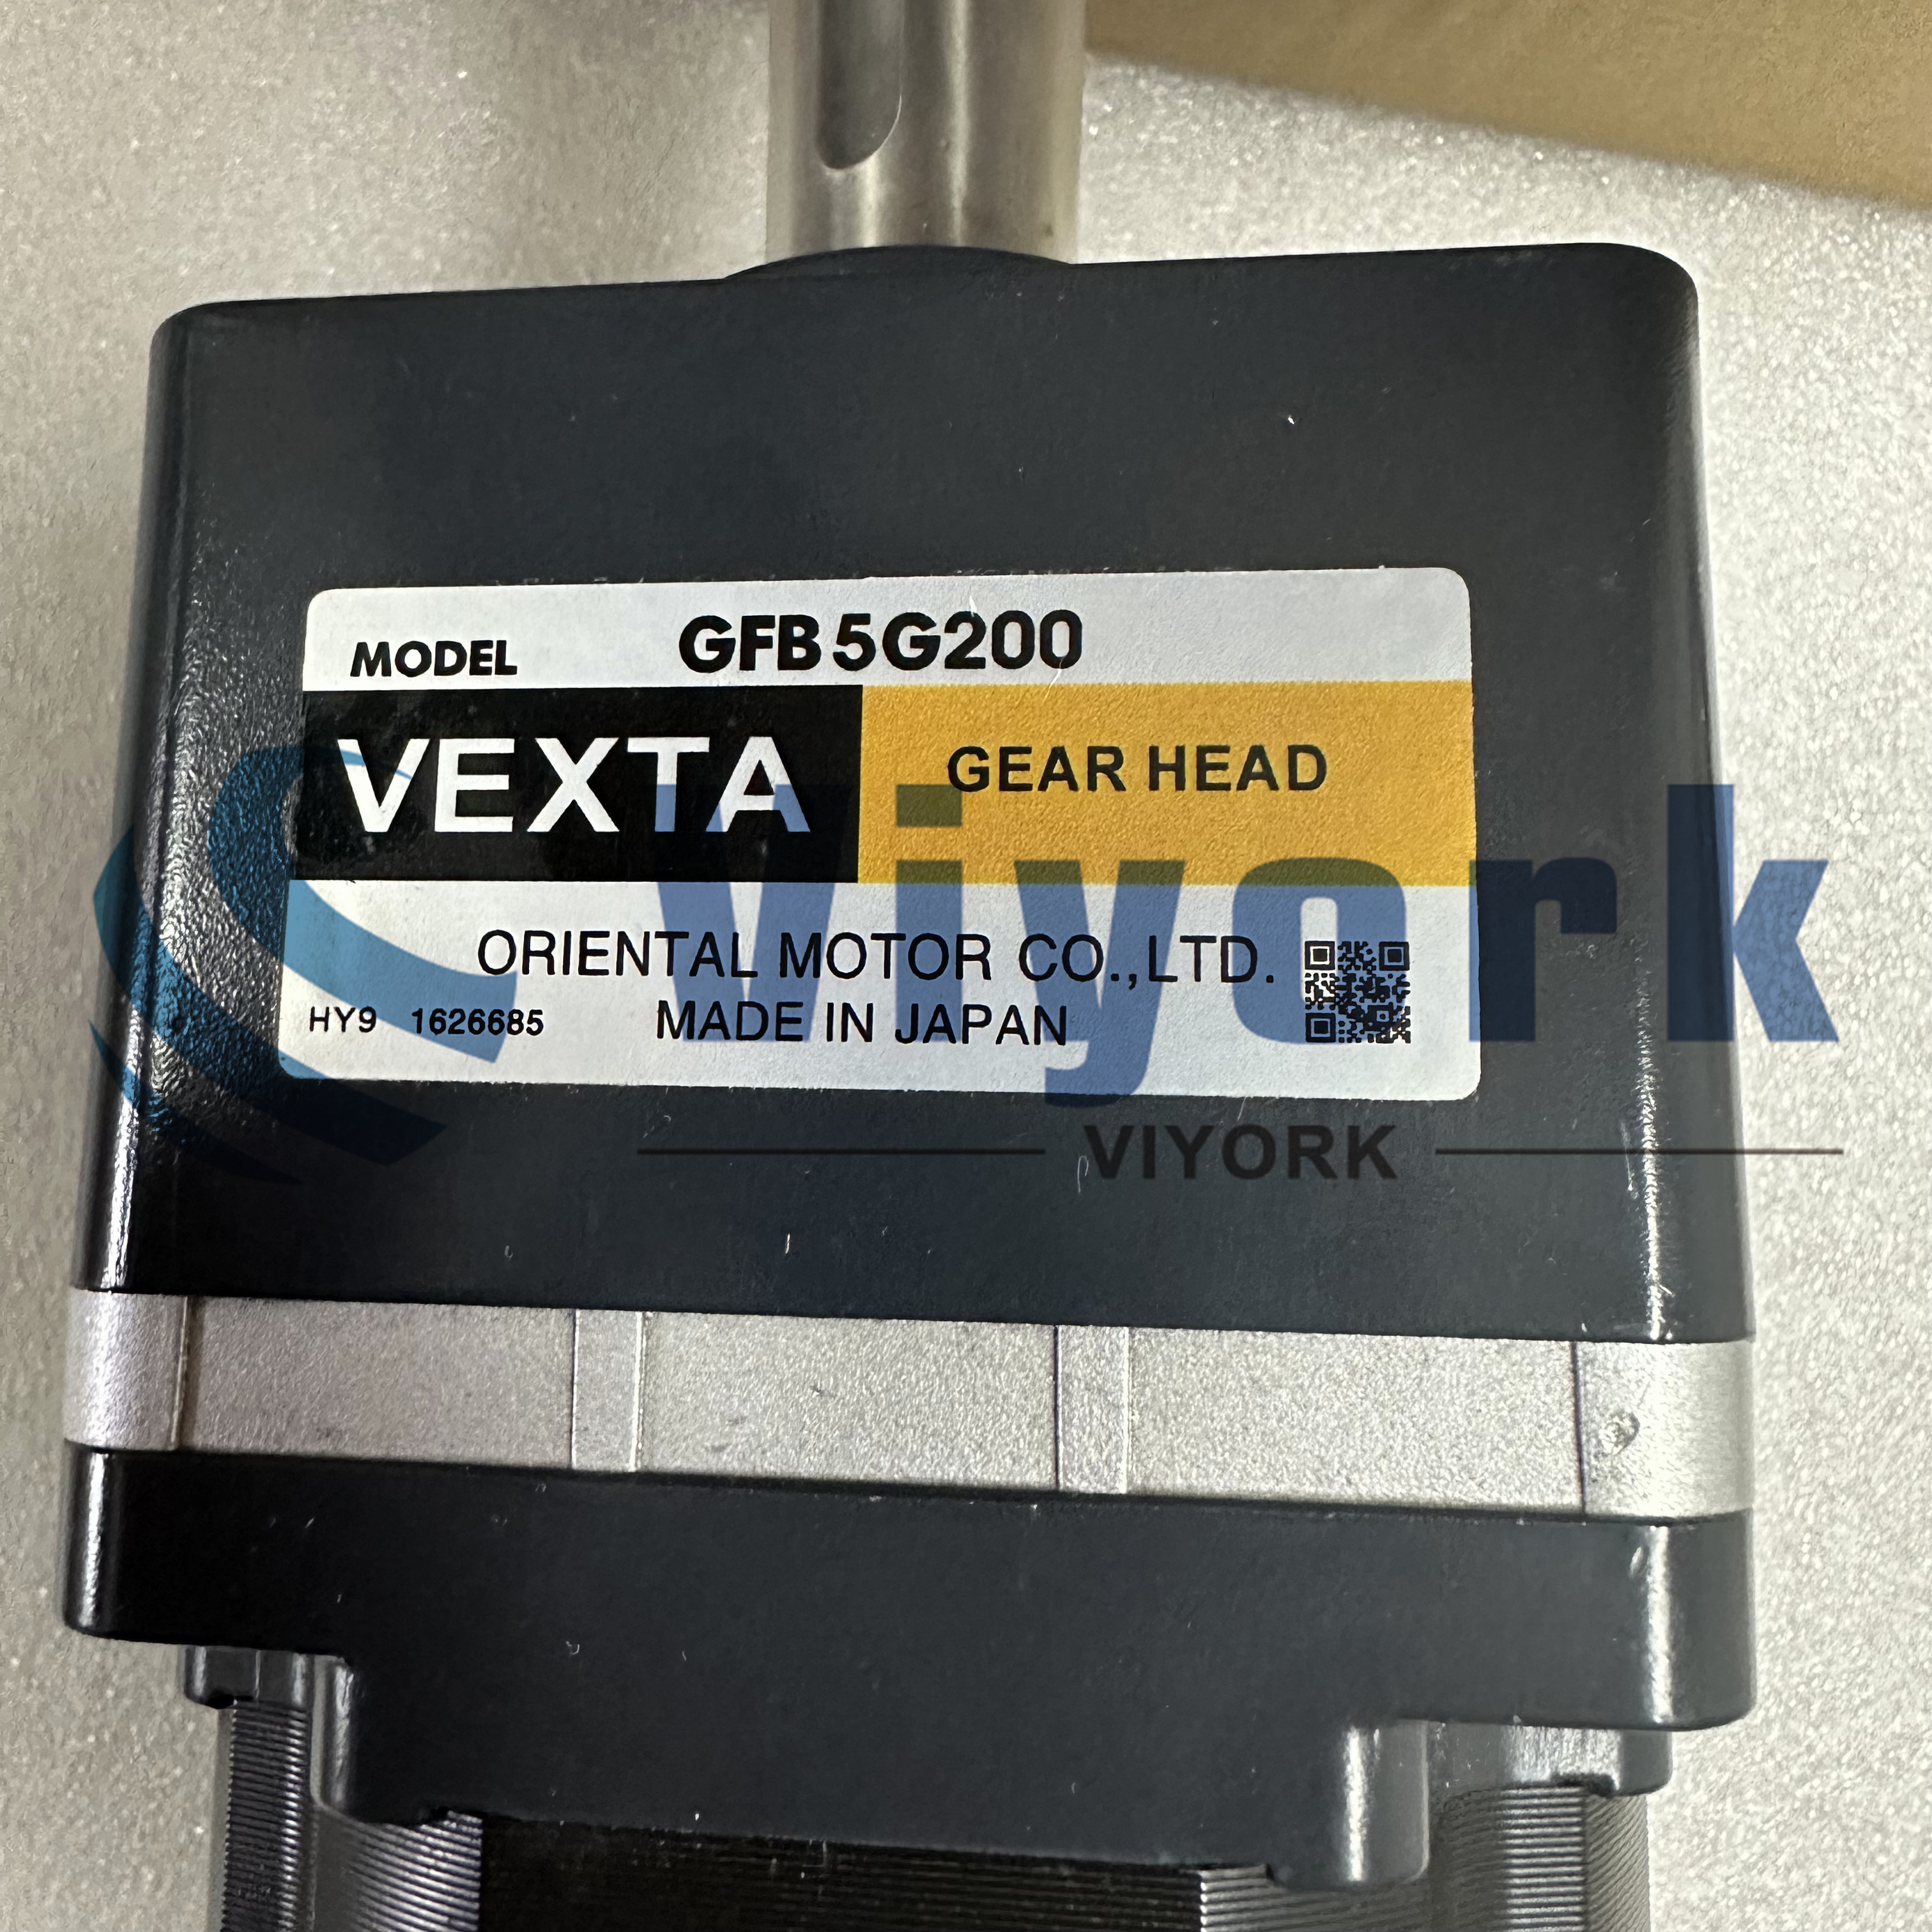 MODEL GFB5G200
VEXTA GEAR HEAD
ORIENTAL MOTOR CO.,LTD.
HY9 1626685 MADE IN JAPAN
Viyork
VIYORK